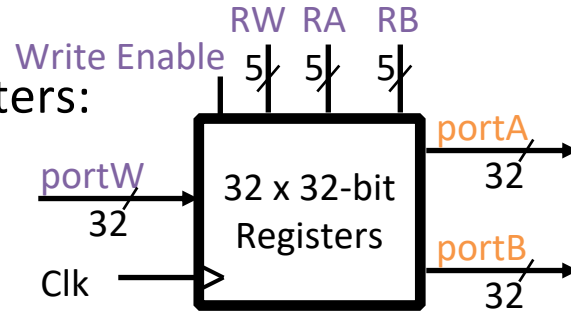 RW RA RB
Write Enable
5 5 5
ters:
portW
32
32 x 32-bit
Registers
portA
32
Clk
portB
32